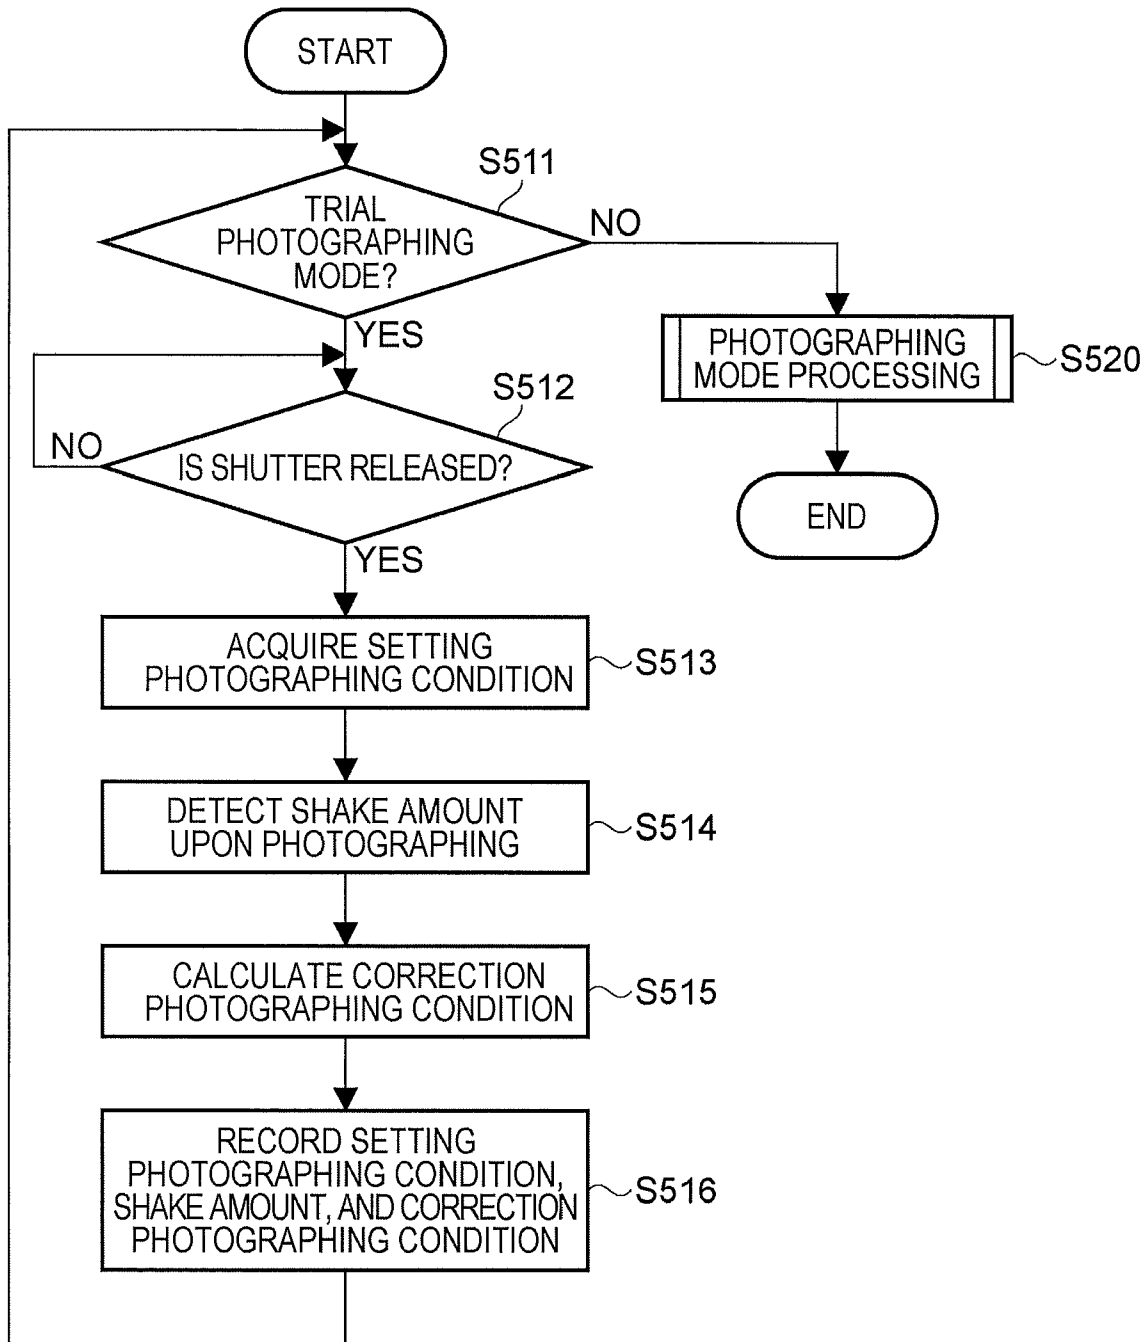 START
S511
TRIAL
PHOTOGRAPHING
MODE?
NO
YES
PHOTOGRAPHING
MODE PROCESSING
S520
S512
NO
IS SHUTTER RELEASED?
END
YES
ACQUIRE SETTING
PHOTOGRAPHING CONDITION
S513
DETECT SHAKE AMOUNT
UPON PHOTOGRAPHING
S514
CALCULATE CORRECTION
PHOTOGRAPHING CONDITION
S515
RECORD SETTING
PHOTOGRAPHING CONDITION,
SHAKE AMOUNT, AND CORRECTION
PHOTOGRAPHING CONDITION
S516